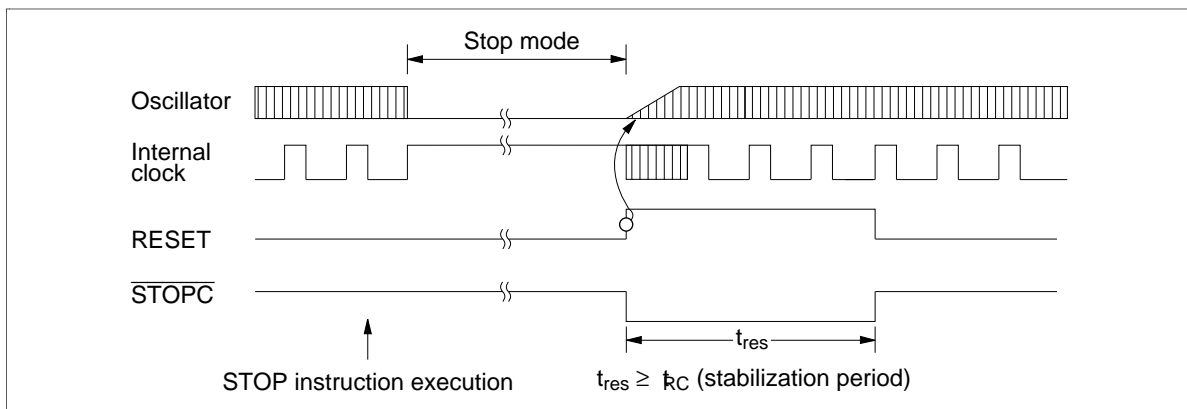 Stop mode
Oscillator
Internal
clock
RESET
STOPC
tres
STOP instruction execution
tres ≥ tRC (stabilization period)